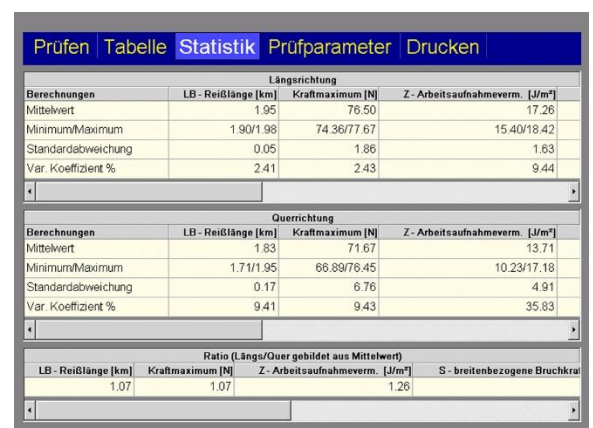 Prüfen Tabelle Statistik Prüfparameter Drucken
Längsrichtung
Berechnungen LB - Reißlänge [km] Kraftmaximum [N] Z - Arbeitsaufnahmeverm. [J/m²]
Mittelwert 1.95 76.50 17.26
Minimum/Maximum 1.90/1.98 74.36/77.67 15.40/18.42
Standardabweichung 0.05 1.86 1.63
Var. Koeffizient % 2.41 2.43 9.44
Querrichtung
Berechnungen LB - Reißlänge [km] Kraftmaximum [N] Z - Arbeitsaufnahmeverm. [J/m²]
Mittelwert 1.83 71.67 13.71
Minimum/Maximum 1.71/1.95 66.89/76.45 10.23/17.18
Standardabweichung 0.17 6.76 4.91
Var. Koeffizient % 9.41 9.43 35.83
Ratio (Längs/Quer gebildet aus Mittelwert)
LB - Reißlänge [km] Kraftmaximum [N] Z - Arbeitsaufnahmeverm. [J/m²] S - breitenbezogene Bruchkraf
1.07 1.07 1.26